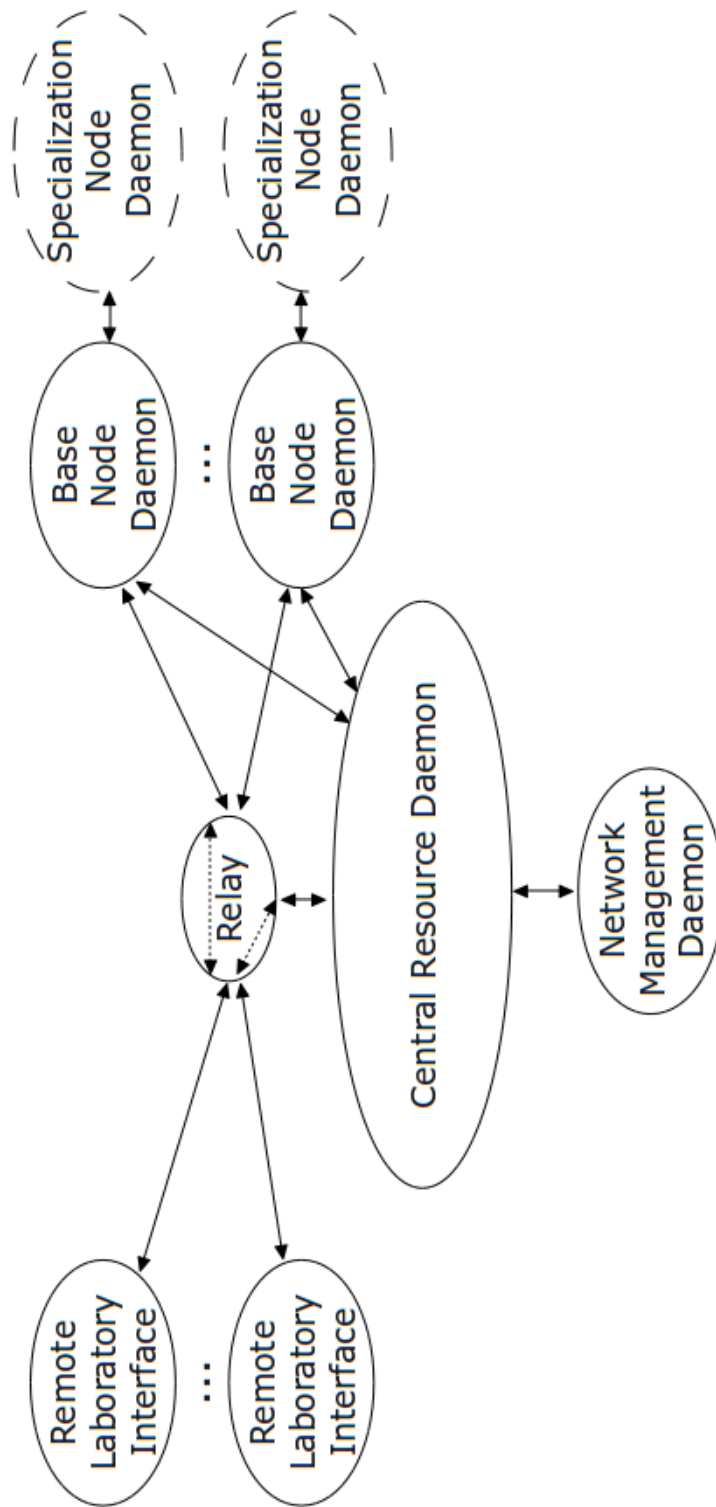 Remote
Laboratory
Interface
...
Remote
Laboratory
Interface
Relay
Central Resource Daemon
Network
Management
Daemon
Base
Node
Daemon
...
Base
Node
Daemon
Specialization
Node
Daemon
Specialization
Node
Daemon